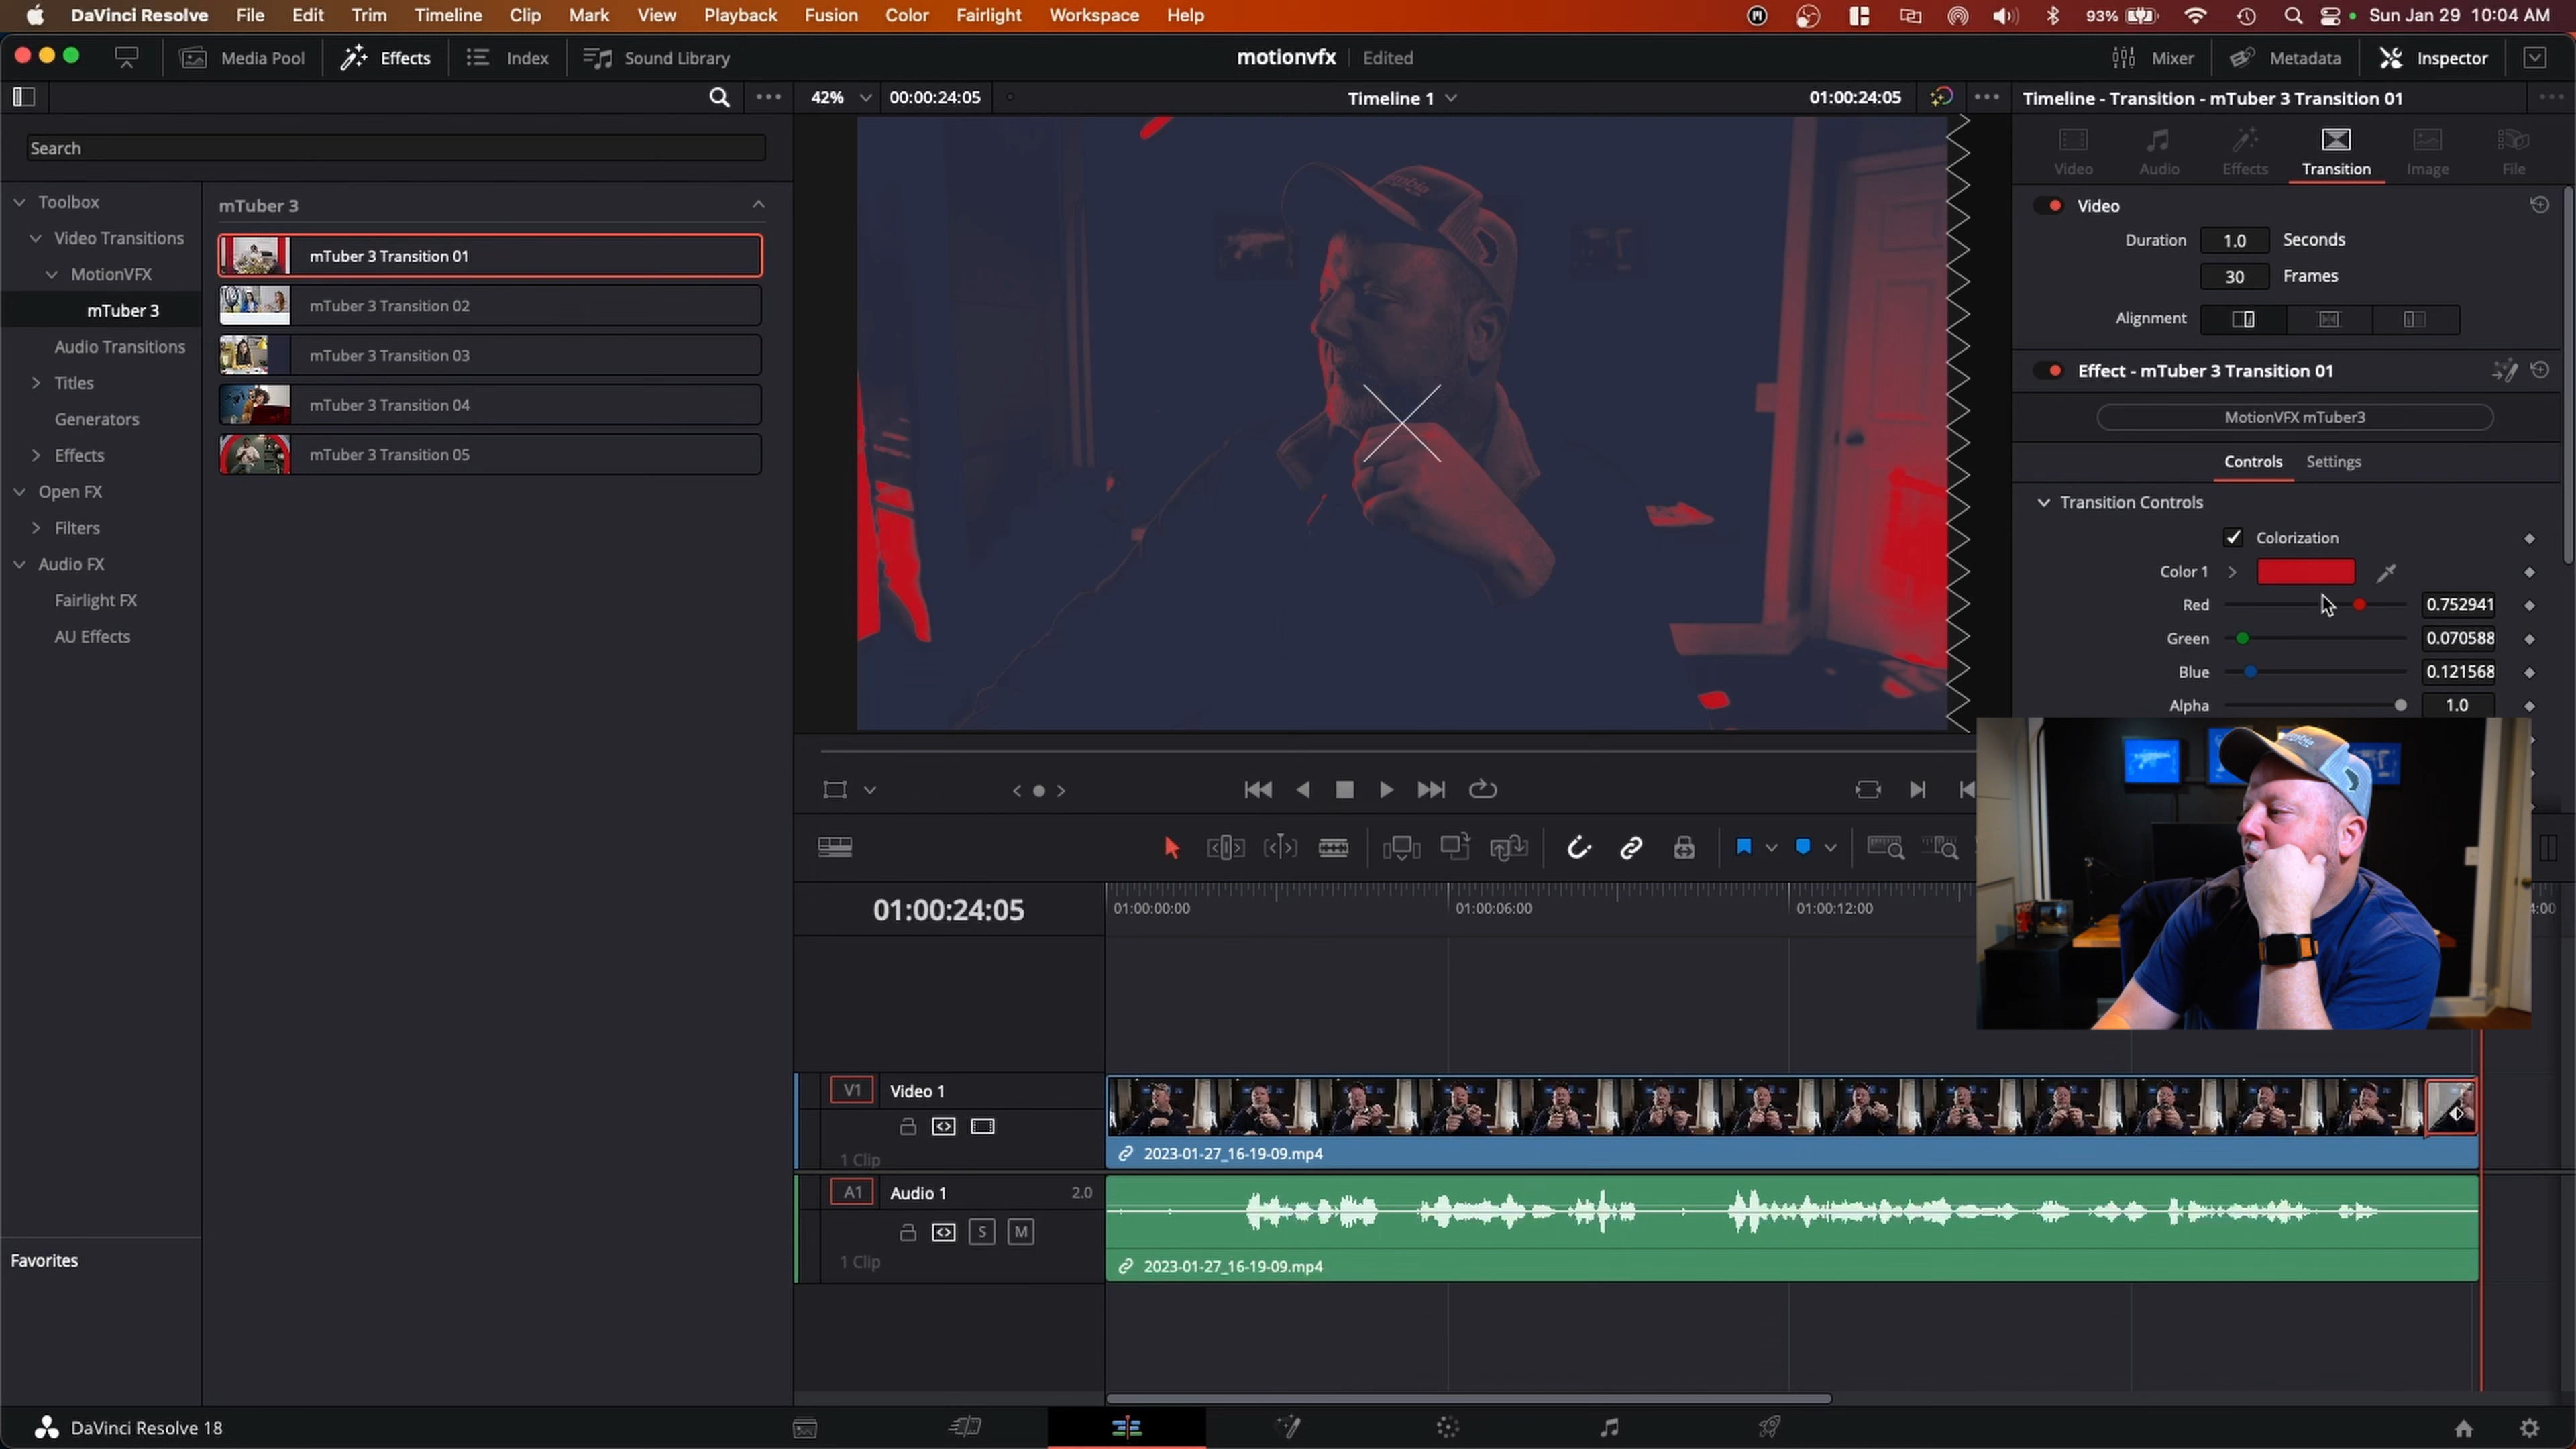 DaVinci Resolve File Edit Trim Timeline Clip Mark View Playback Fusion Color Fairlight Workspace Help 93% Sun Jan 29 10:04 AM
Media Pool Effects Index Sound Library motionvfx Edited Mixer Metadata Inspector
42% 00:00:24:05 Timeline 1 01:00:24:05 Timeline - Transition - mTuber 3 Transition 01
Search
Video Audio Effects Transition Image File
Toolbox
Video Transitions
MotionVFX
mTuber 3
Audio Transitions
Titles
Generators
Effects
Open FX
Filters
Audio FX
Fairlight FX
AU Effects
Favorites
mTuber 3
mTuber 3 Transition 01
mTuber 3 Transition 02
mTuber 3 Transition 03
mTuber 3 Transition 04
mTuber 3 Transition 05
Video
Duration 1.0 Seconds
30 Frames
Alignment
Effect - mTuber 3 Transition 01
MotionVFX mTuber3
Controls Settings
Transition Controls
Colorization
Color 1
Red 0.752941
Green 0.070588
Blue 0.121568
Alpha 1.0
01:00:24:05 01:00:00:00 01:00:06:00 01:00:12:00 4:00
V1 Video 1
1 Clip
2023-01-27_16-19-09.mp4
A1 Audio 1 2.0
S M
1 Clip
2023-01-27_16-19-09.mp4
DaVinci Resolve 18